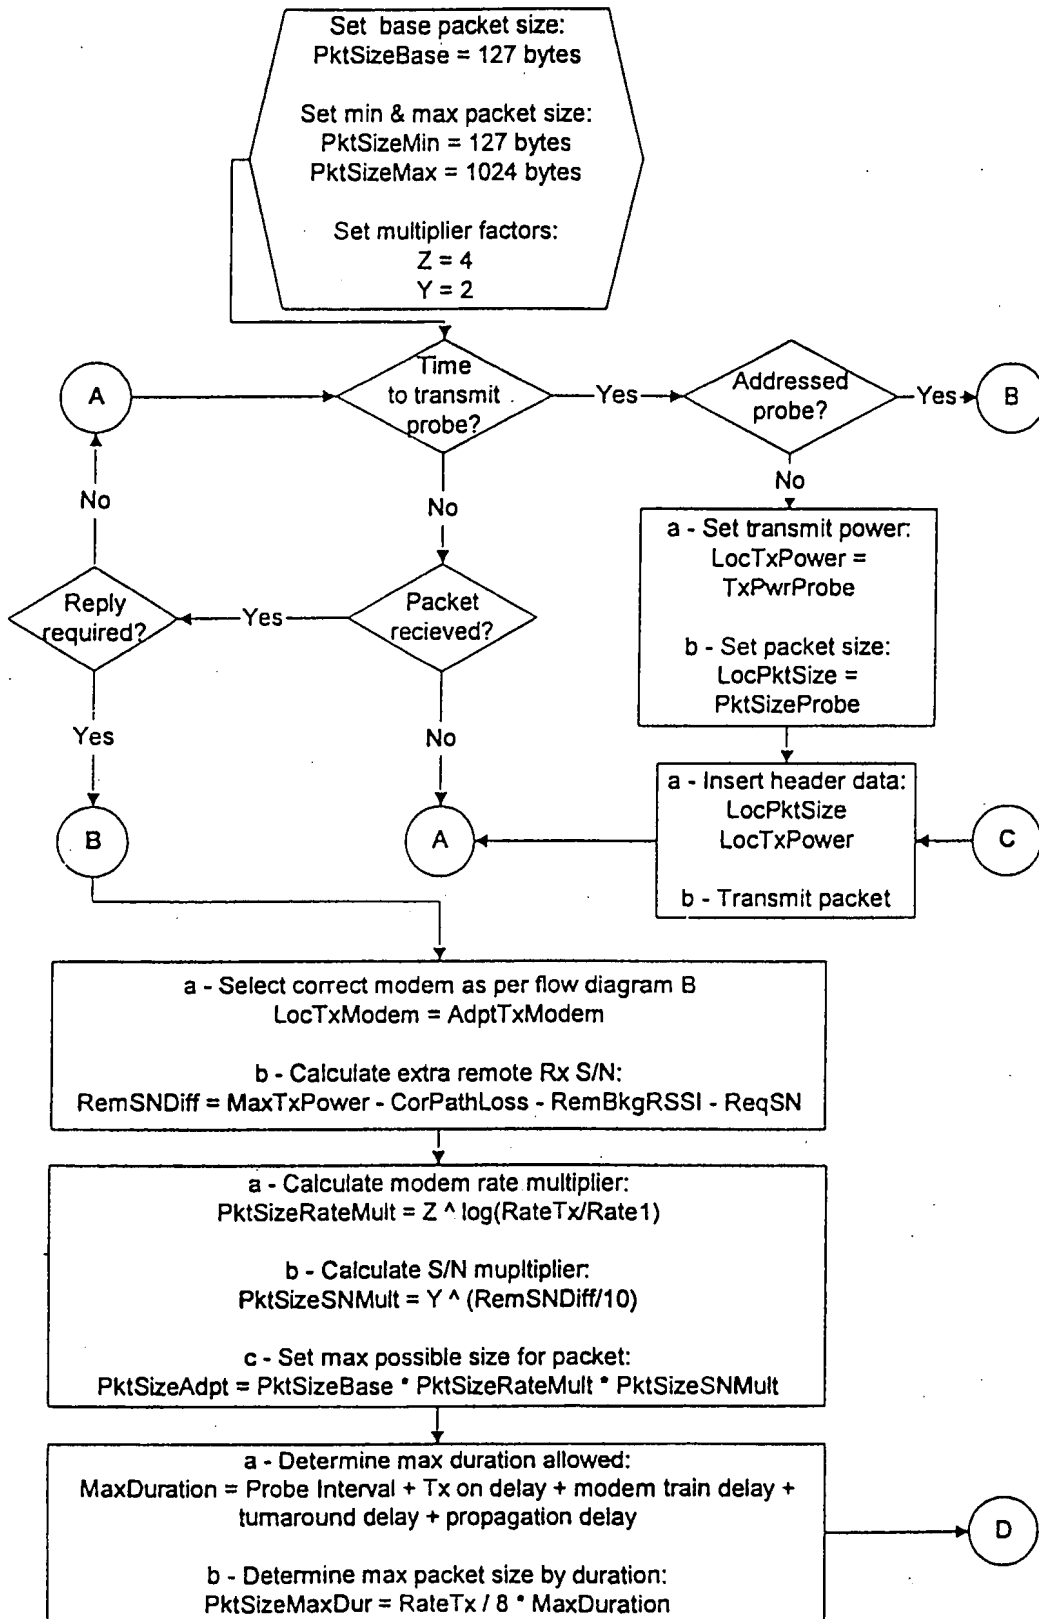 Set base packet size:
PktSizeBase = 127 bytes
Set min & max packet size:
PktSizeMin = 127 bytes
PktSizeMax = 1024 bytes
Set multiplier factors:
Z = 4
Y = 2
A
Time
to transmit
probe?
Yes
Addressed
probe?
Yes
B
No
No
No
a - Set transmit power:
LocTxPower =
TxPwrProbe
b - Set packet size:
LocPktSize =
PktSizeProbe
Reply
required?
Yes
Packet
recieved?
Yes
No
B
A
a - Insert header data:
LocPktSize
LocTxPower
b - Transmit packet
C
a - Select correct modem as per flow diagram B
LocTxModem = AdptTxModem
b - Calculate extra remote Rx S/N:
RemSNDiff = MaxTxPower - CorPathLoss - RemBkgRSSI - ReqSN
a - Calculate modem rate multiplier:
PktSizeRateMult = Z ^ log(RateTx/Rate1)
b - Calculate S/N mupltiplier:
PktSizeSNMult = Y ^ (RemSNDiff/10)
c - Set max possible size for packet:
PktSizeAdpt = PktSizeBase * PktSizeRateMult * PktSizeSNMult
a - Determine max duration allowed:
MaxDuration = Probe Interval + Tx on delay + modem train delay +
turnaround delay + propagation delay
b - Determine max packet size by duration:
PktSizeMaxDur = RateTx / 8 * MaxDuration
D